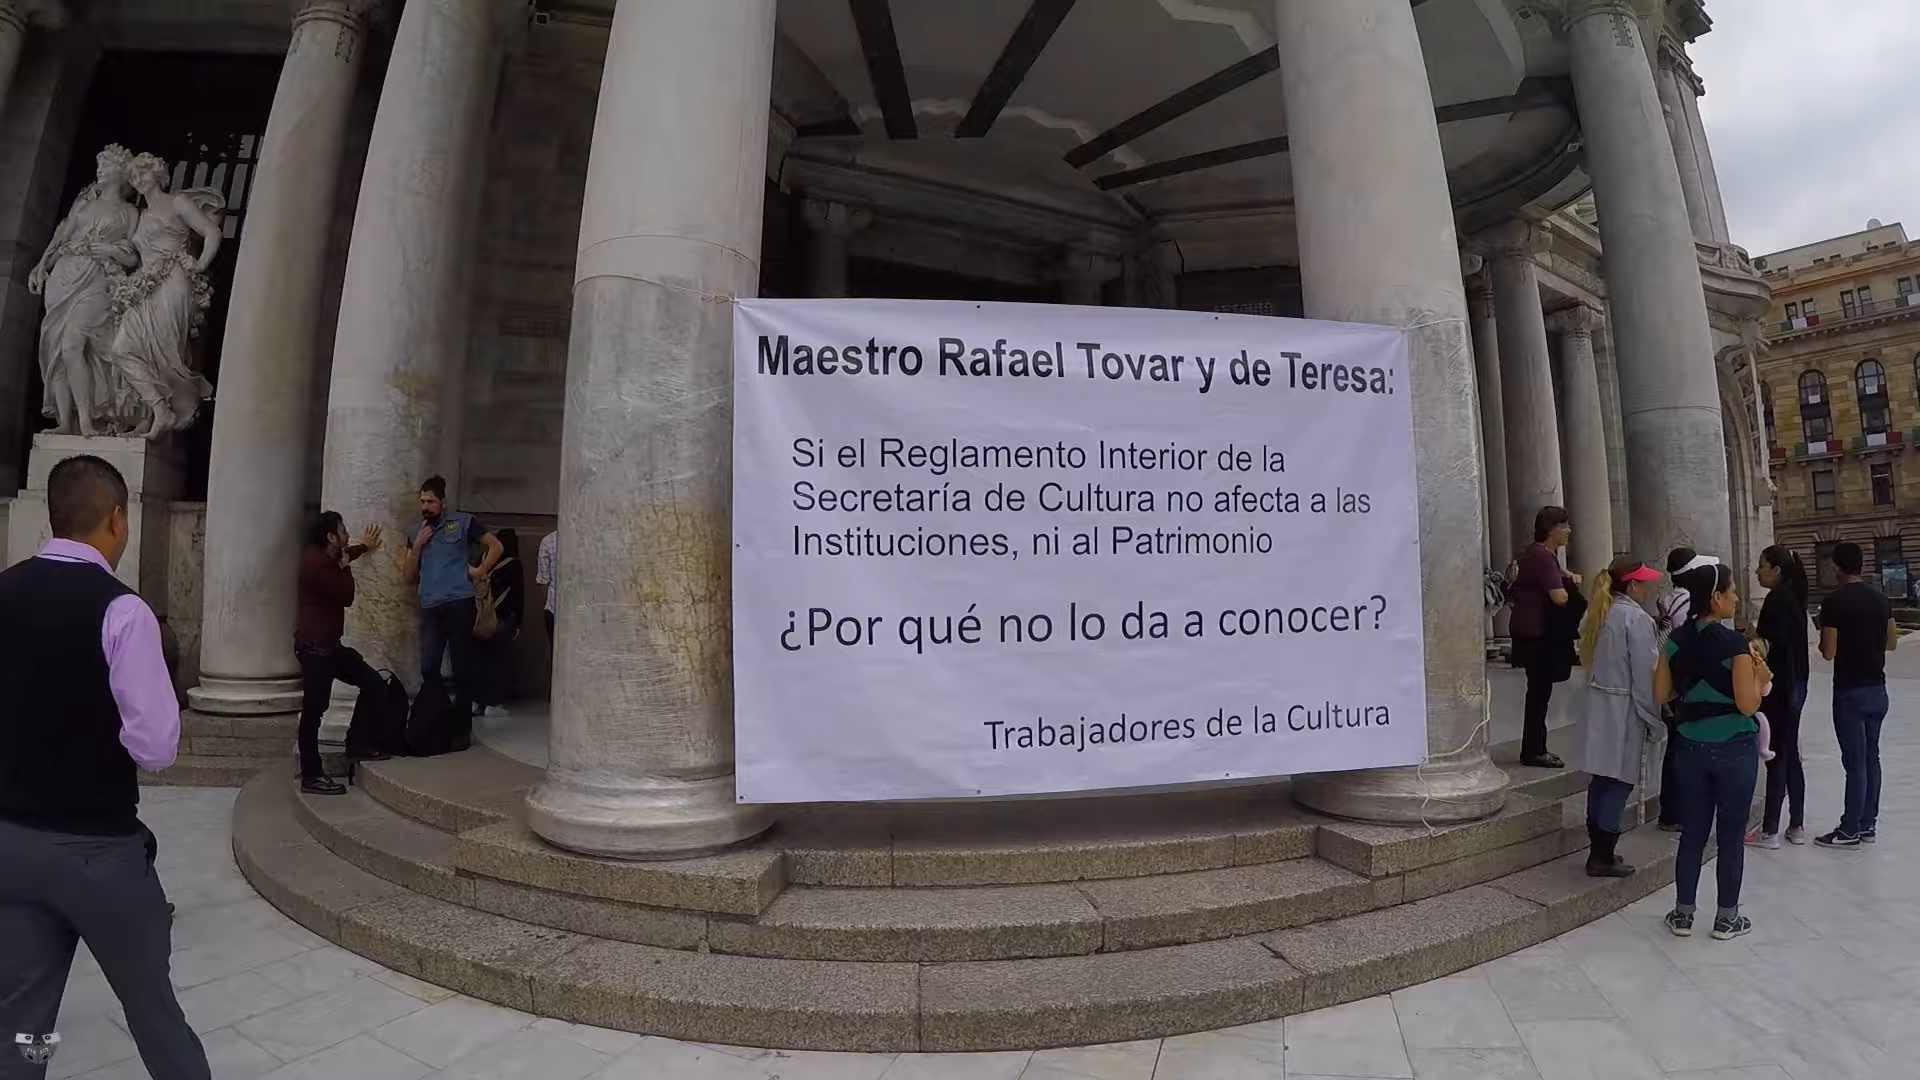 Maestro Rafael Tovar y de Teresa:
Si el Reglamento Interior de la
Secretaría de Cultura no afecta a las
Instituciones, ni al Patrimonio
¿Por qué no lo da a conocer?
Trabajadores de la Cultura